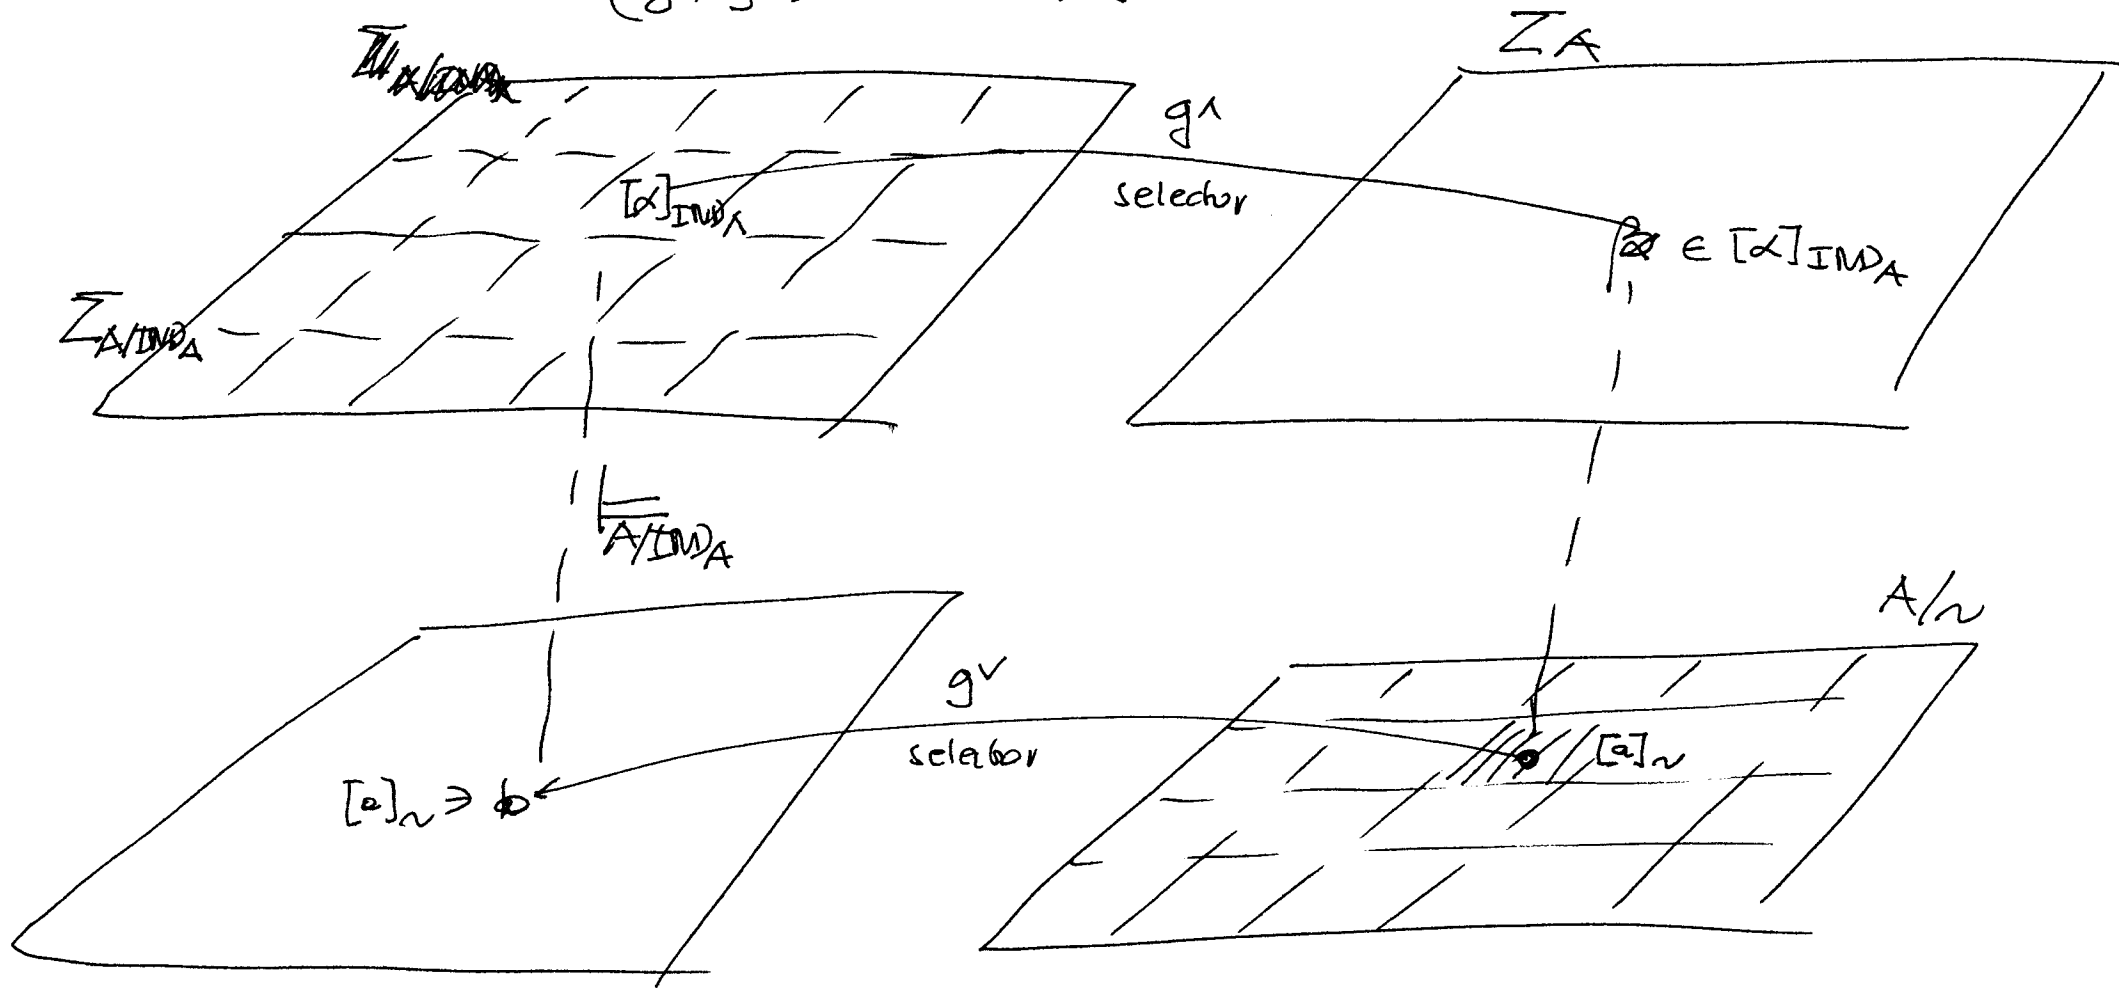 Σ_A
g^
selector
[α]_IND_A
∈ [α]_IND_A
Σ_A/IND_A
⊨_A/IND_A
A/~
g^∨
selector
[a]~
[a]~ ∋ b